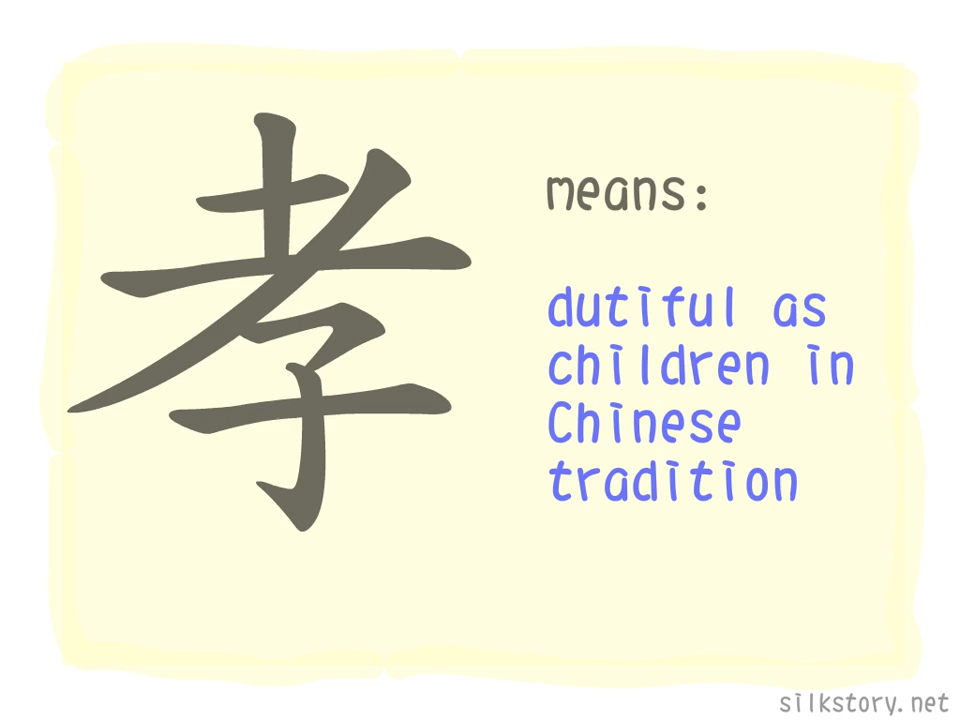 孝
means:
dutiful as
children in
Chinese
tradition
silkstory.net